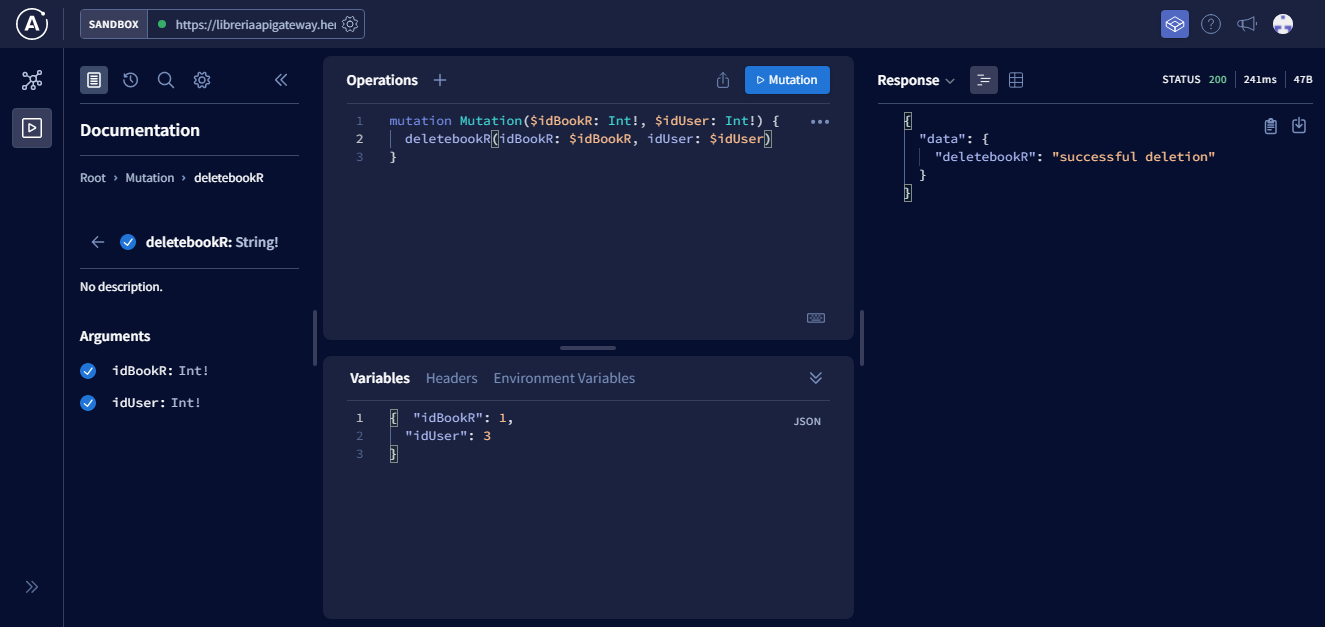 SANDBOX https://libreriaapigateway.her
Documentation
Root › Mutation › deletebookR
deletebookR: String!
No description.
Arguments
idBookR: Int!
idUser: Int!
Operations
Mutation
1 mutation Mutation($idBookR: Int!, $idUser: Int!) {
2 deletebookR(idBookR: $idBookR, idUser: $idUser)
3 }
Variables Headers Environment Variables
JSON
1 { "idBookR": 1,
2 "idUser": 3
3 }
Response STATUS 200 241ms 47B
{
"data": {
"deletebookR": "successful deletion"
}
}